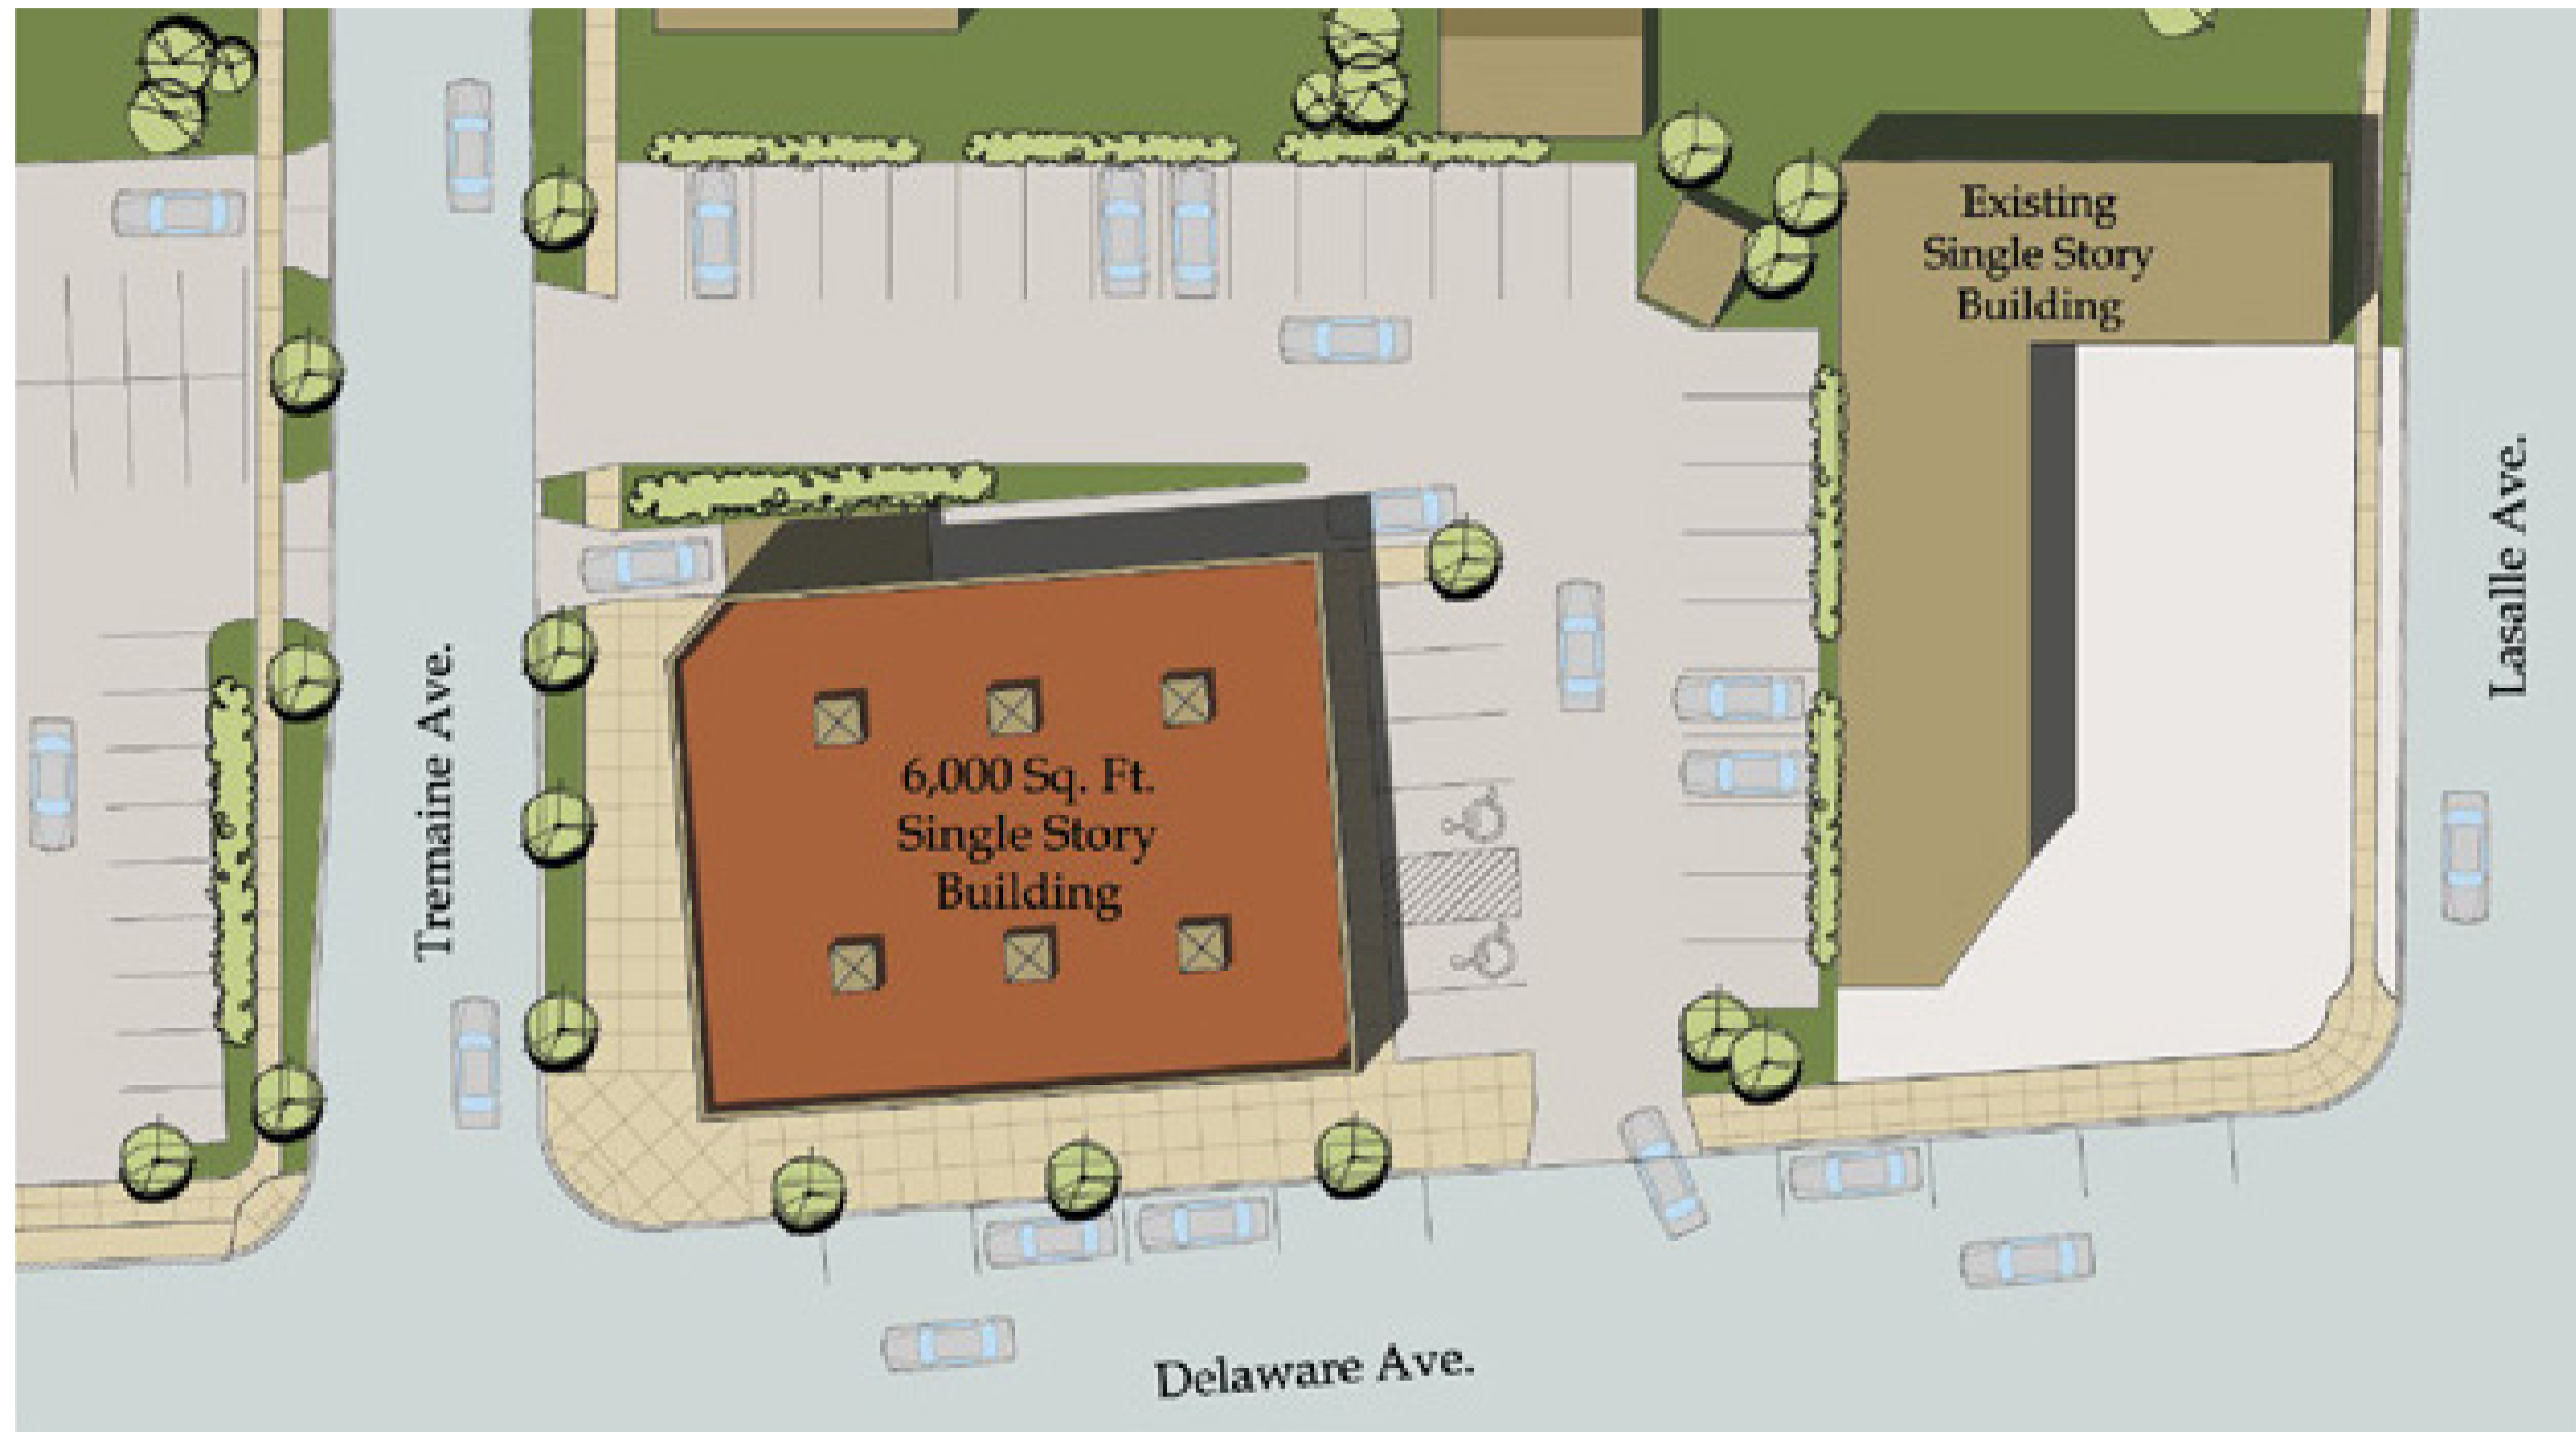 Existing
Single Story
Building
Lasalle Ave.
Tremaine Ave.
6,000 Sq. Ft.
Single Story
Building
Delaware Ave.